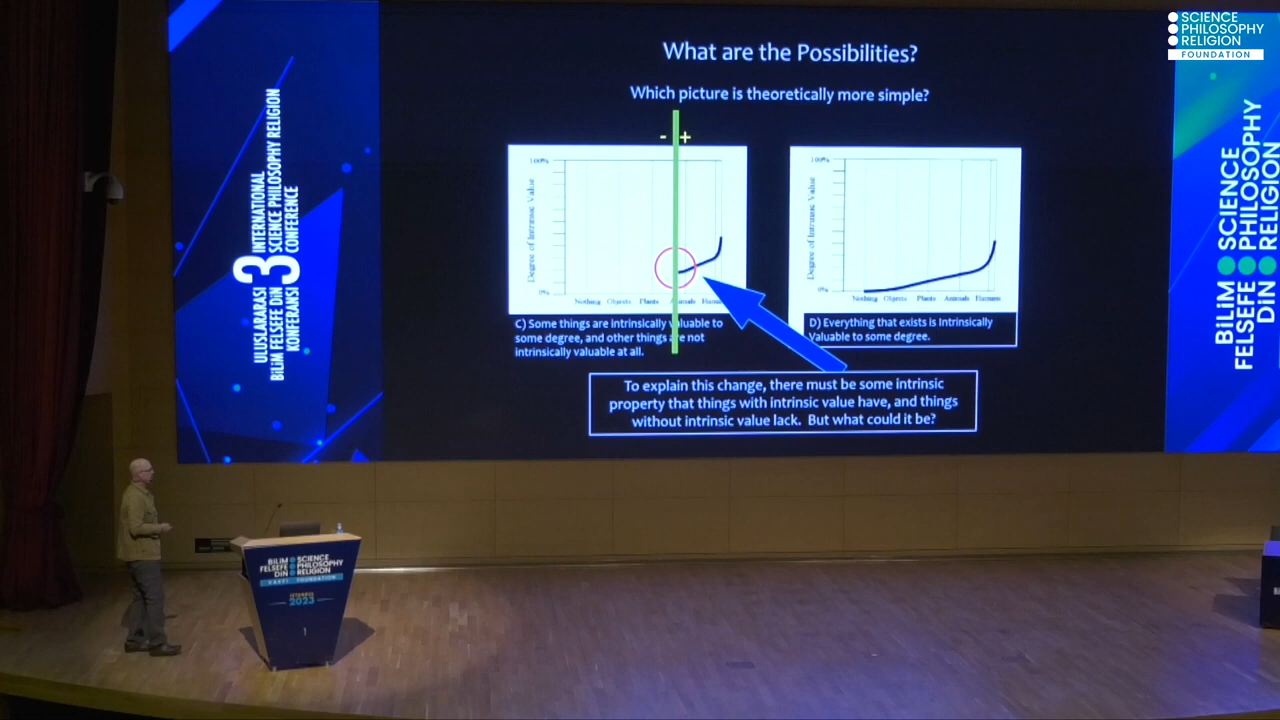 SCIENCE
PHILOSOPHY
RELIGION
FOUNDATION
ULUSLARARASI
BİLİM FELSEFE DİN
KONFERANSI
3
INTERNATIONAL
SCIENCE PHILOSOPHY RELIGION
CONFERENCE
What are the Possibilities?
Which picture is theoretically more simple?
- +
100%
Degree of Intrinsic Value
0%
Nothing Objects Plants Animals
C) Some things are intrinsically valuable to
some degree, and other things are not
intrinsically valuable at all.
100%
Degree of Intrinsic Value
0%
Nothing Objects Plants Animals Humans
D) Everything that exists is Intrinsically
Valuable to some degree.
To explain this change, there must be some intrinsic
property that things with intrinsic value have, and things
without intrinsic value lack. But what could it be?
BİLİM SCIENCE
FELSEFE PHILOSOPHY
DİN RELIGION
BİLİM SCIENCE
FELSEFE PHILOSOPHY
DİN RELIGION
VAKFI FOUNDATION
2023